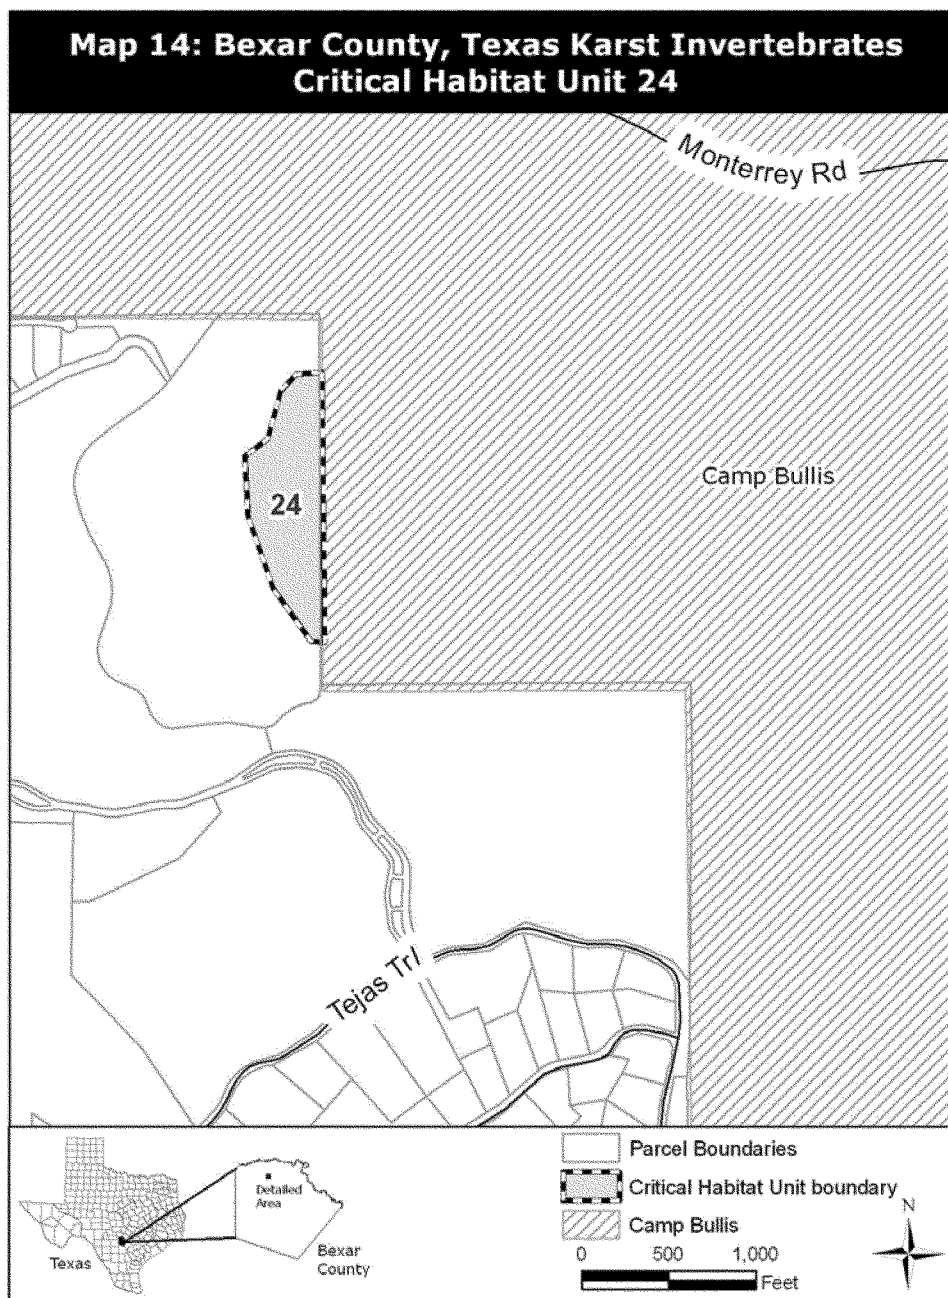 Map 14: Bexar County, Texas Karst Invertebrates
Critical Habitat Unit 24
Monterrey Rd
Camp Bullis
24
Tejas Trl
Parcel Boundaries
Critical Habitat Unit boundary
Camp Bullis
0 500 1,000
Feet
N
Detailed
Area
Texas
Bexar
County